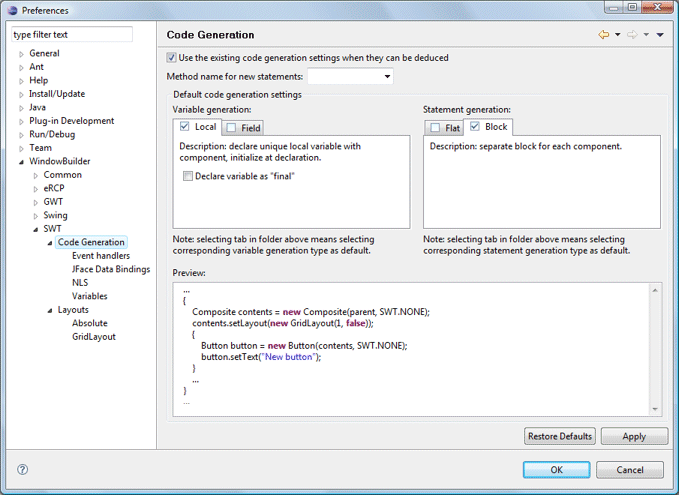 Preferences
type filter text
General
Ant
Help
Install/Update
Java
Plug-in Development
Run/Debug
Team
WindowBuilder
Common
eRCP
GWT
Swing
SWT
Code Generation
Event handlers
JFace Data Bindings
NLS
Variables
Layouts
Absolute
GridLayout
Code Generation
Use the existing code generation settings when they can be deduced
Method name for new statements:
Default code generation settings
Variable generation:
Local Field
Description: declare unique local variable with
component, initialize at declaration.
Declare variable as "final"
Note: selecting tab in folder above means selecting
corresponding variable generation type as default.
Statement generation:
Flat Block
Description: separate block for each component.
Note: selecting tab in folder above means selecting
corresponding statement generation type as default.
Preview:
...
{
Composite contents = new Composite(parent, SWT.NONE);
contents.setLayout(new GridLayout(1, false));
{
Button button = new Button(contents, SWT.NONE);
button.setText("New button");
}
...
}
...
Restore Defaults Apply
? OK Cancel